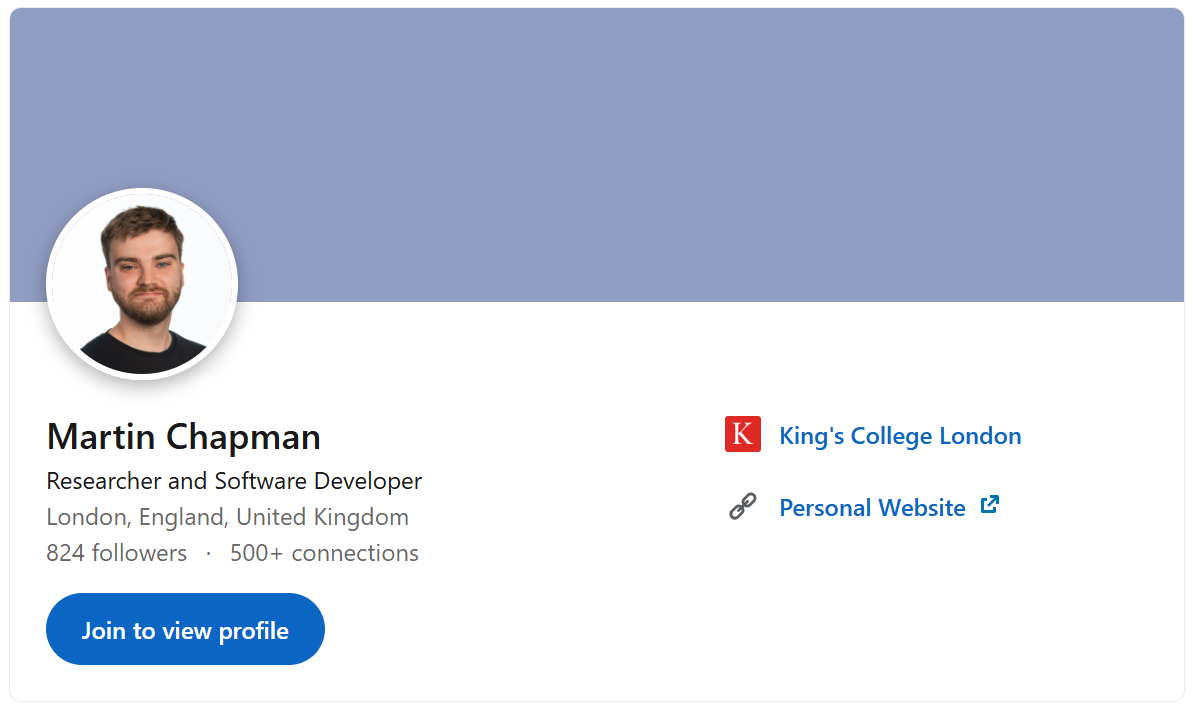 Martin Chapman
Researcher and Software Developer
London, England, United Kingdom
824 followers · 500+ connections
Join to view profile
K King's College London
Personal Website